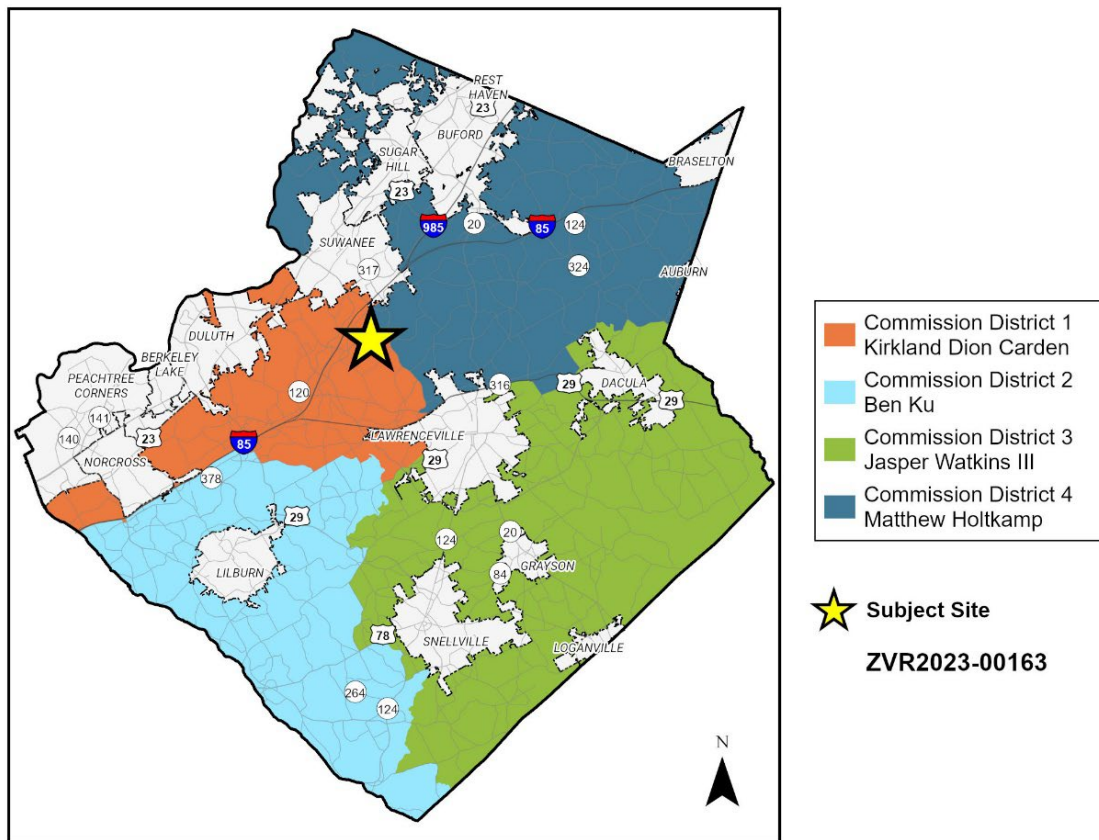 REST
HAVEN
23
BUFORD
SUGAR
HILL
BRASELTON
23
985
20
85
124
SUWANEE
317
324
AUBURN
DULUTH
BERKELEY
LAKE
PEACHTREE
CORNERS
141
140
23
NORCROSS
120
85
378
316
29
DACULA
29
LAWRENCEVILLE
29
29
LILBURN
124
20
84
GRAYSON
78
SNELLVILLE
LOGANVILLE
264
124
N
Commission District 1
Kirkland Dion Carden
Commission District 2
Ben Ku
Commission District 3
Jasper Watkins III
Commission District 4
Matthew Holtkamp
Subject Site
ZVR2023-00163